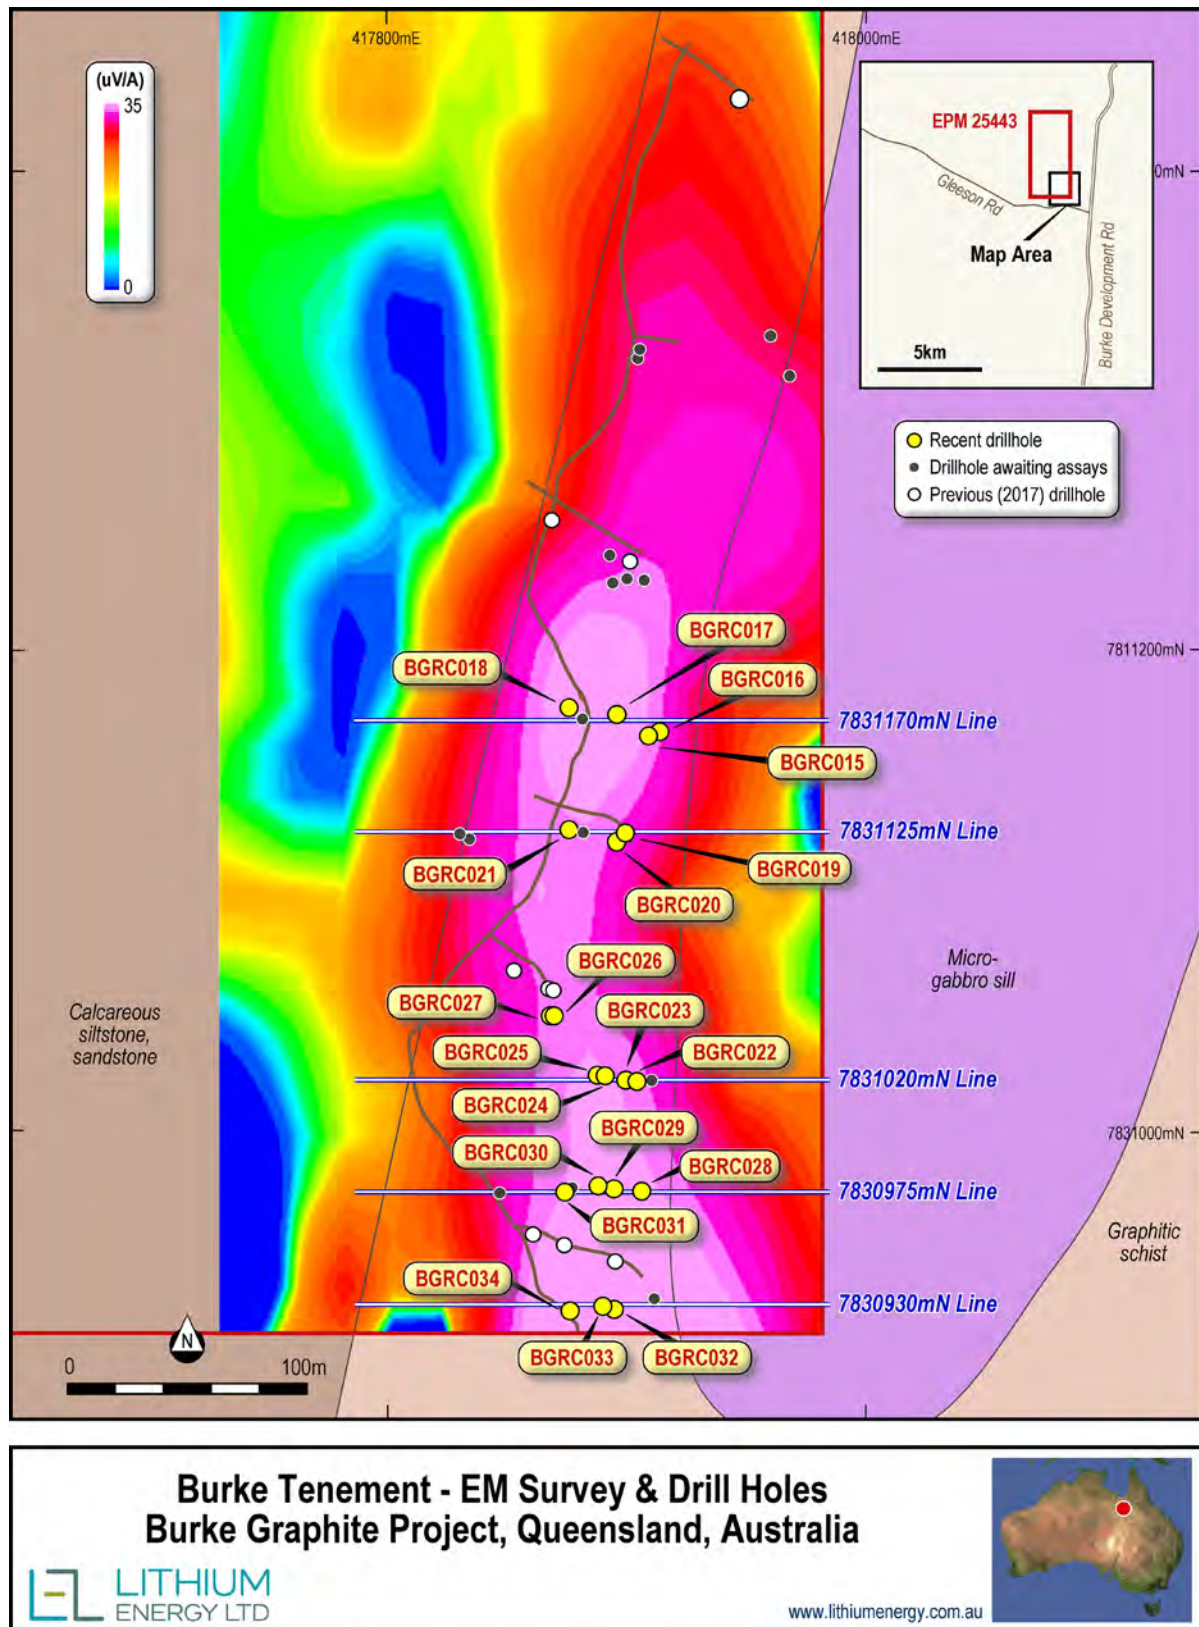 417800mE
418000mE
(uV/A)
35
0
EPM 25443
Gleeson Rd
Map Area
Burke Development Rd
5km
0mN
Recent drillhole
Drillhole awaiting assays
Previous (2017) drillhole
BGRC017
BGRC018
BGRC016
7811200mN
7831170mN Line
BGRC015
7831125mN Line
BGRC021
BGRC019
BGRC020
BGRC026
Micro-
gabbro sill
BGRC027
BGRC023
Calcareous
siltstone,
sandstone
BGRC025
BGRC022
7831020mN Line
BGRC024
BGRC029
7831000mN
BGRC030
BGRC028
7830975mN Line
BGRC031
Graphitic
schist
BGRC034
7830930mN Line
N
BGRC033
BGRC032
0
100m
Burke Tenement - EM Survey & Drill Holes
Burke Graphite Project, Queensland, Australia
LITHIUM
ENERGY LTD
www.lithiumenergy.com.au